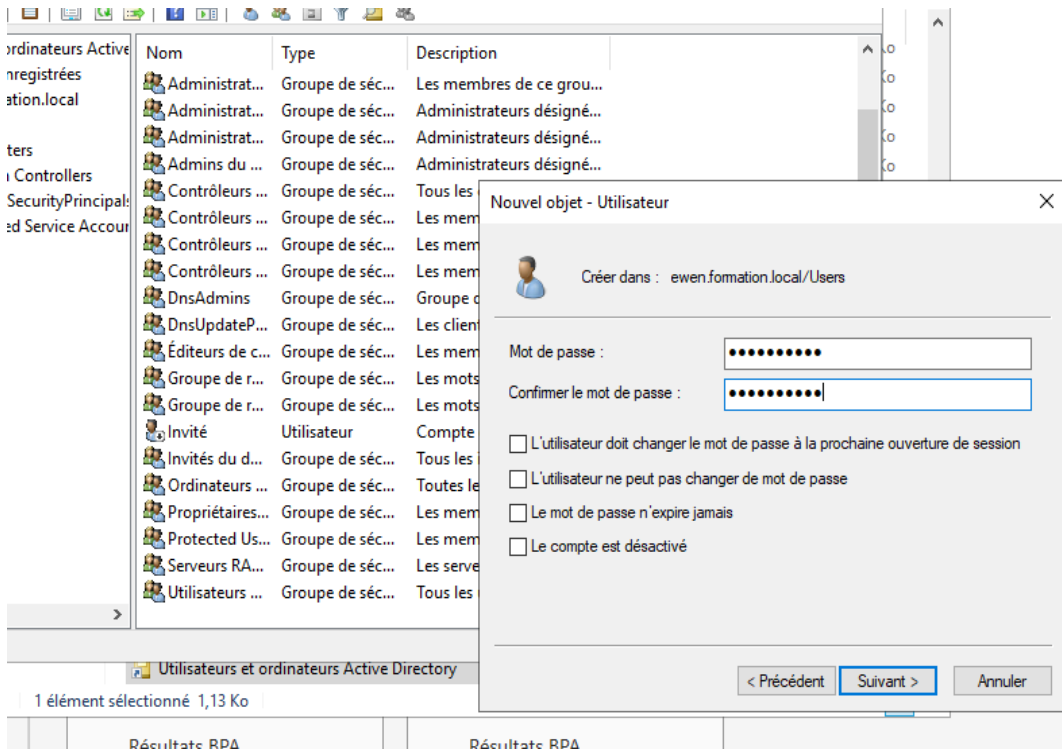 ordinateurs Active
nregistrées
ation.local
ters
Controllers
SecurityPrincipals
ed Service Accour
Nom Type Description
Administrat... Groupe de séc... Les membres de ce grou...
Administrat... Groupe de séc... Administrateurs désigné...
Administrat... Groupe de séc... Administrateurs désigné...
Admins du ... Groupe de séc... Administrateurs désigné...
Contrôleurs ... Groupe de séc... Tous les
Contrôleurs ... Groupe de séc... Les mem
Contrôleurs ... Groupe de séc... Les mem
Contrôleurs ... Groupe de séc... Les mem
DnsAdmins Groupe de séc... Groupe d
DnsUpdateP... Groupe de séc... Les clien
Éditeurs de c... Groupe de séc... Les mem
Groupe de r... Groupe de séc... Les mots
Groupe de r... Groupe de séc... Les mots
Invité Utilisateur Compte
Invités du d... Groupe de séc... Tous les i
Ordinateurs ... Groupe de séc... Toutes le
Propriétaires... Groupe de séc... Les mem
Protected Us... Groupe de séc... Les mem
Serveurs RA... Groupe de séc... Les serve
Utilisateurs ... Groupe de séc... Tous les
Ko
Ko
Ko
Ko
Ko
Nouvel objet - Utilisateur
Créer dans : ewen.formation.local/Users
Mot de passe : ●●●●●●●●●●
Confirmer le mot de passe : ●●●●●●●●●●
L'utilisateur doit changer le mot de passe à la prochaine ouverture de session
L'utilisateur ne peut pas changer de mot de passe
Le mot de passe n'expire jamais
Le compte est désactivé
< Précédent Suivant > Annuler
Utilisateurs et ordinateurs Active Directory
1 élément sélectionné 1,13 Ko
Résultats BPA Résultats BPA